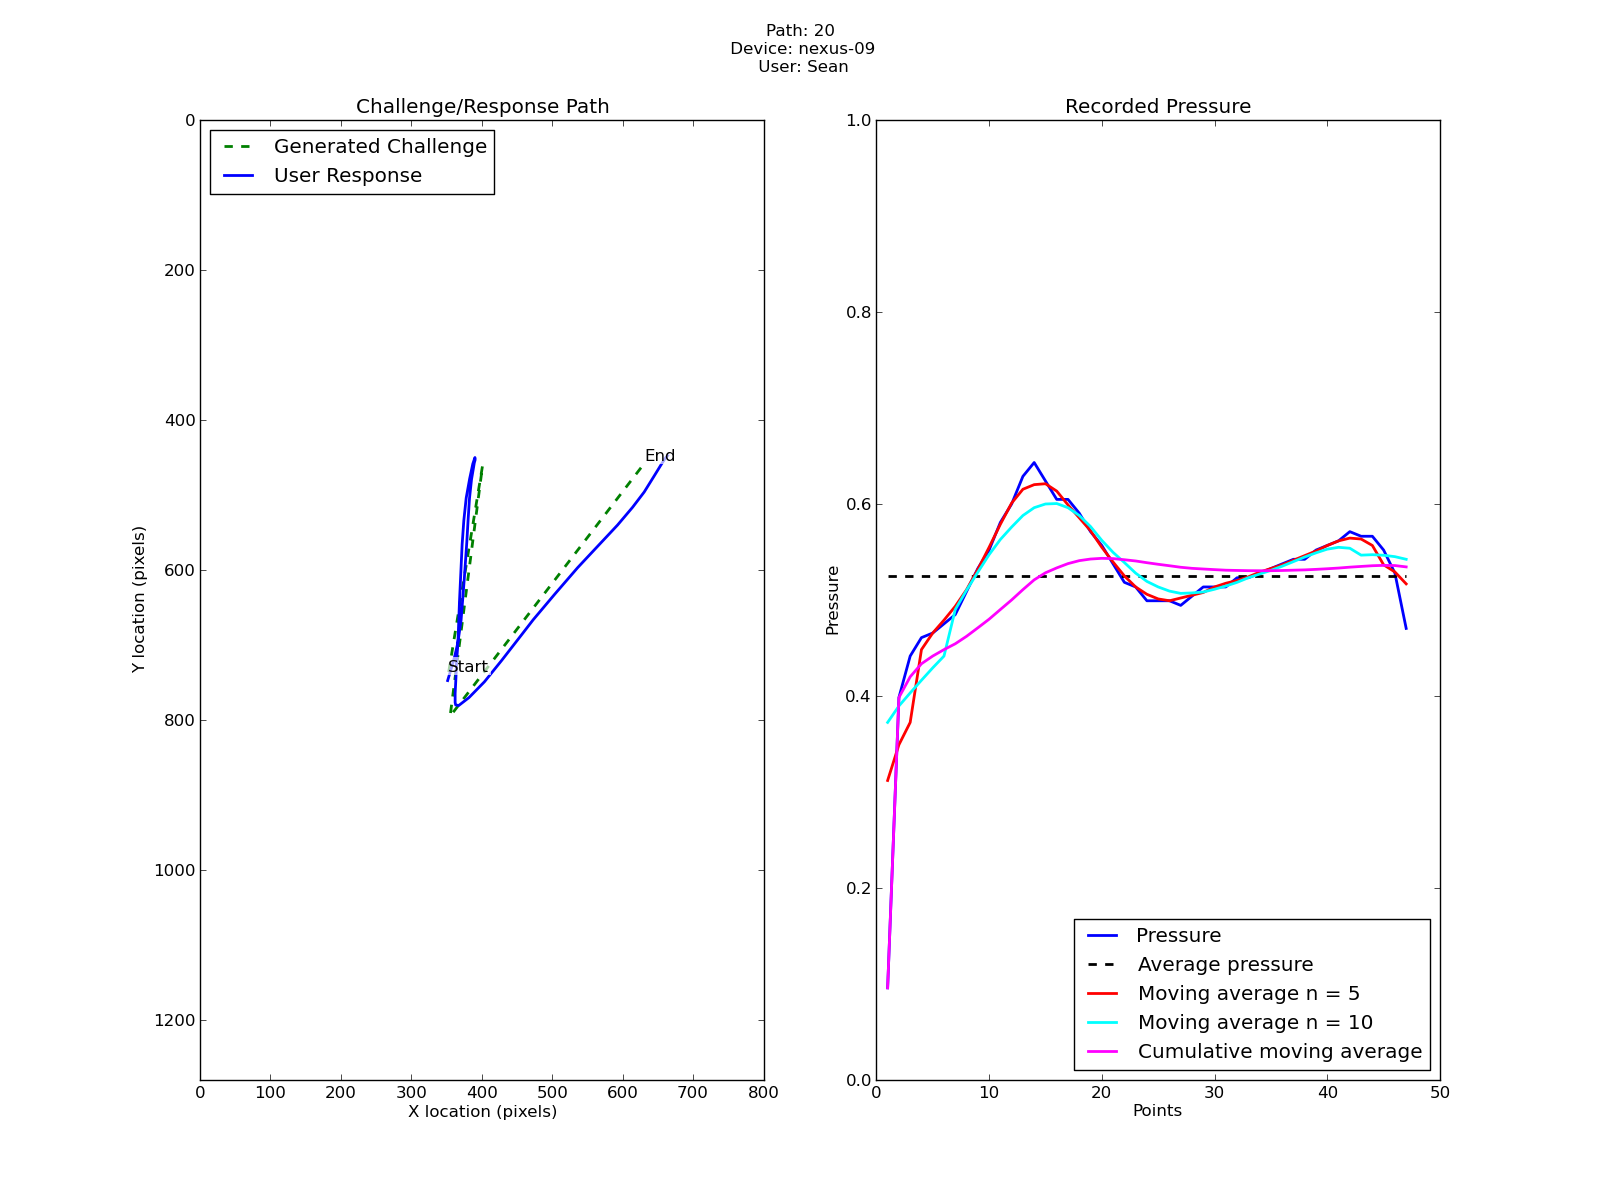 Path: 20
Device: nexus-09
User: Sean
Challenge/Response Path
Generated Challenge
User Response
0
200
400
600
800
1000
1200
Y location (pixels)
End
Start
0 100 200 300 400 500 600 700 800
X location (pixels)
Recorded Pressure
1.0
0.8
0.6
0.4
0.2
0.0
Pressure
Pressure
Average pressure
Moving average n = 5
Moving average n = 10
Cumulative moving average
0 10 20 30 40 50
Points